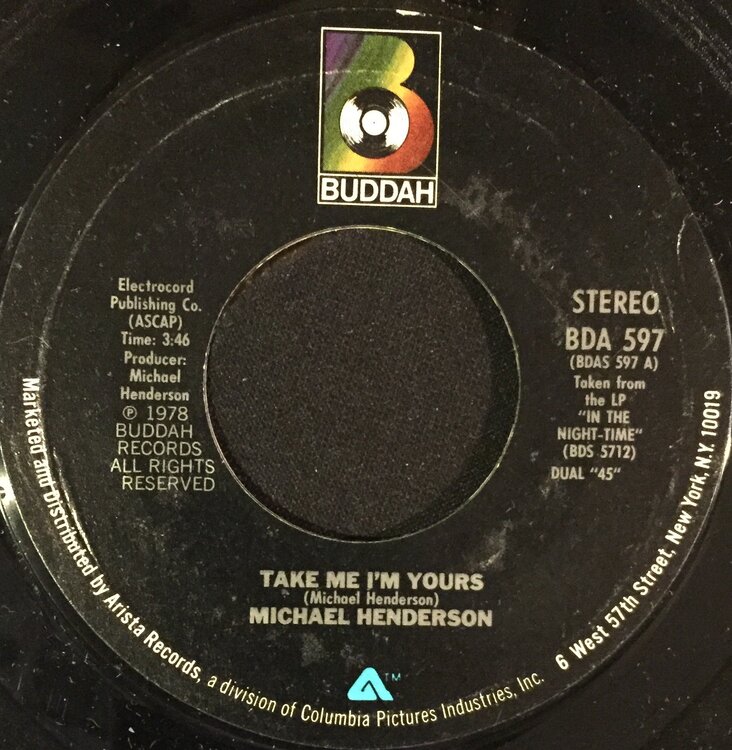 BUDDAH
Electrocord
Publishing Co.
(ASCAP)
Time: 3:46
Producer:
Michael
Henderson
℗ 1978
BUDDAH
RECORDS
ALL RIGHTS
RESERVED
STEREO
BDA 597
(BDAS 597 A)
Taken from
the LP
"IN THE
NIGHT-TIME"
(BDS 5712)
DUAL "45"
TAKE ME I'M YOURS
(Michael Henderson)
MICHAEL HENDERSON
TM
Marketed and Distributed by Arista Records, a division of Columbia Pictures Industries, Inc. 6 West 57th Street, New York, N.Y. 10019